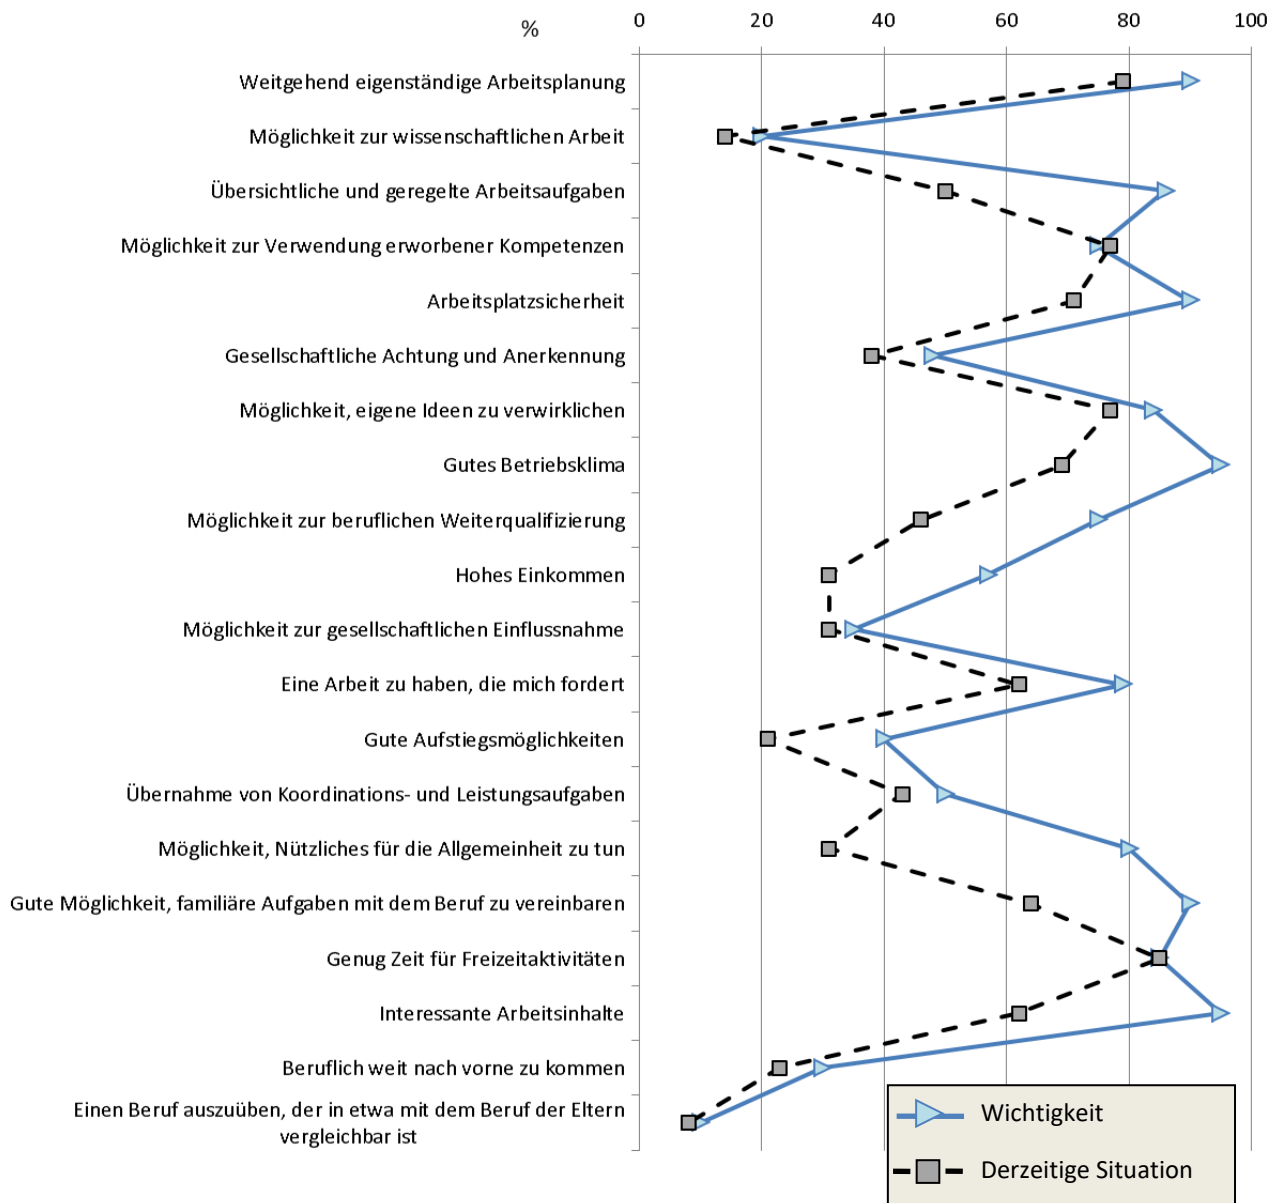 0 20 40 60 80 100
%
Weitgehend eigenständige Arbeitsplanung
Möglichkeit zur wissenschaftlichen Arbeit
Übersichtliche und geregelte Arbeitsaufgaben
Möglichkeit zur Verwendung erworbener Kompetenzen
Arbeitsplatzsicherheit
Gesellschaftliche Achtung und Anerkennung
Möglichkeit, eigene Ideen zu verwirklichen
Gutes Betriebsklima
Möglichkeit zur beruflichen Weiterqualifizierung
Hohes Einkommen
Möglichkeit zur gesellschaftlichen Einflussnahme
Eine Arbeit zu haben, die mich fordert
Gute Aufstiegsmöglichkeiten
Übernahme von Koordinations- und Leistungsaufgaben
Möglichkeit, Nützliches für die Allgemeinheit zu tun
Gute Möglichkeit, familiäre Aufgaben mit dem Beruf zu vereinbaren
Genug Zeit für Freizeitaktivitäten
Interessante Arbeitsinhalte
Beruflich weit nach vorne zu kommen
Einen Beruf auszuüben, der in etwa mit dem Beruf der Eltern
vergleichbar ist
Wichtigkeit
Derzeitige Situation